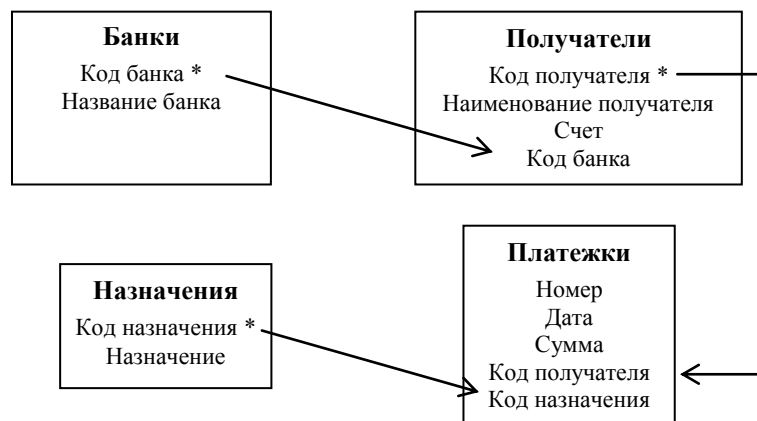 Банки
Код банка *
Название банка
Получатели
Код получателя *
Наименование получателя
Счет
Код банка
Назначения
Код назначения *
Назначение
Платежки
Номер
Дата
Сумма
Код получателя
Код назначения